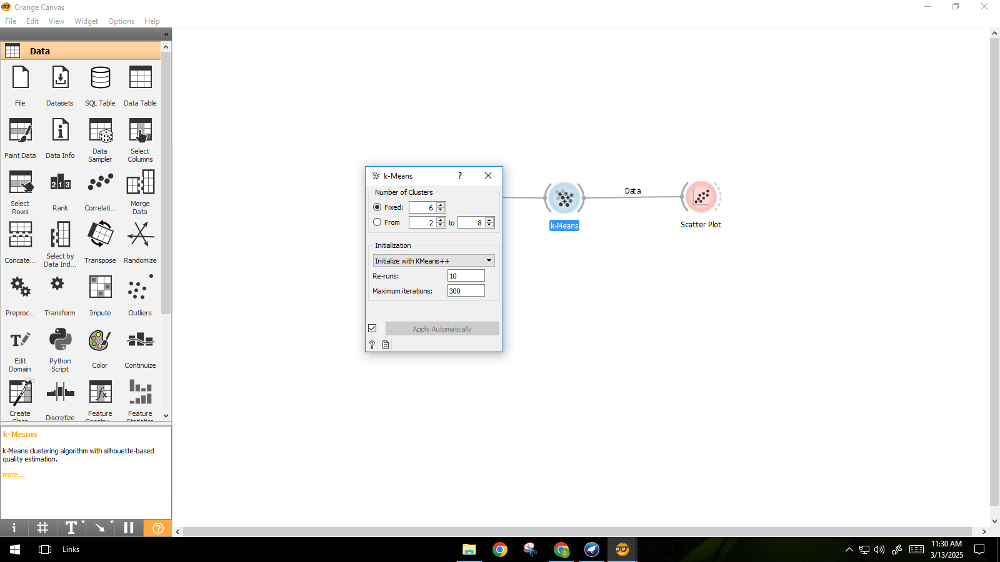 Orange Canvas
File Edit View Widget Options Help
«
Data
File Datasets SQL Table Data Table
Paint Data Data Info Data Sampler Select Columns
Select Rows Rank Correlati... Merge Data
Concate... Select by Data Ind... Transpose Randomize
Preproc... Transform Impute Outliers
Edit Domain Python Script Color Continuize
Create Discretize Feature Feature
k-Means
k-Means clustering algorithm with silhouette-based
quality estimation.
more...
k-Means ?
Number of Clusters
Fixed: 6
From 2 to 8
Initialization
Initialize with KMeans++
Re-runs: 10
Maximum iterations: 300
Apply Automatically
k-Means
Data
Scatter Plot
Links
11:30 AM
3/13/2025